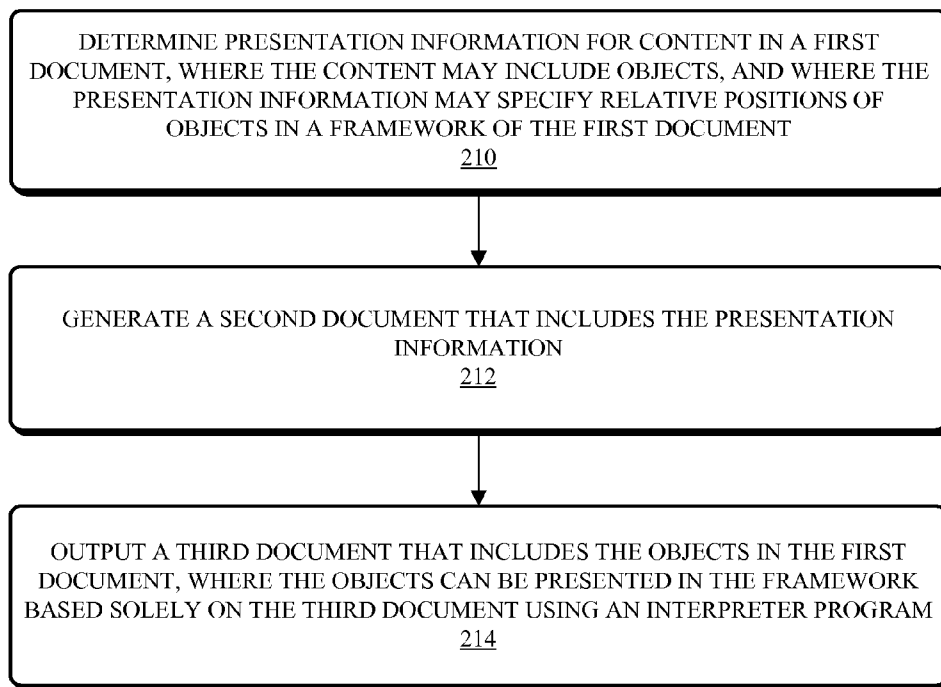 DETERMINE PRESENTATION INFORMATION FOR CONTENT IN A FIRST
DOCUMENT, WHERE THE CONTENT MAY INCLUDE OBJECTS, AND WHERE THE
PRESENTATION INFORMATION MAY SPECIFY RELATIVE POSITIONS OF
OBJECTS IN A FRAMEWORK OF THE FIRST DOCUMENT
210
GENERATE A SECOND DOCUMENT THAT INCLUDES THE PRESENTATION
INFORMATION
212
OUTPUT A THIRD DOCUMENT THAT INCLUDES THE OBJECTS IN THE FIRST
DOCUMENT, WHERE THE OBJECTS CAN BE PRESENTED IN THE FRAMEWORK
BASED SOLELY ON THE THIRD DOCUMENT USING AN INTERPRETER PROGRAM
214